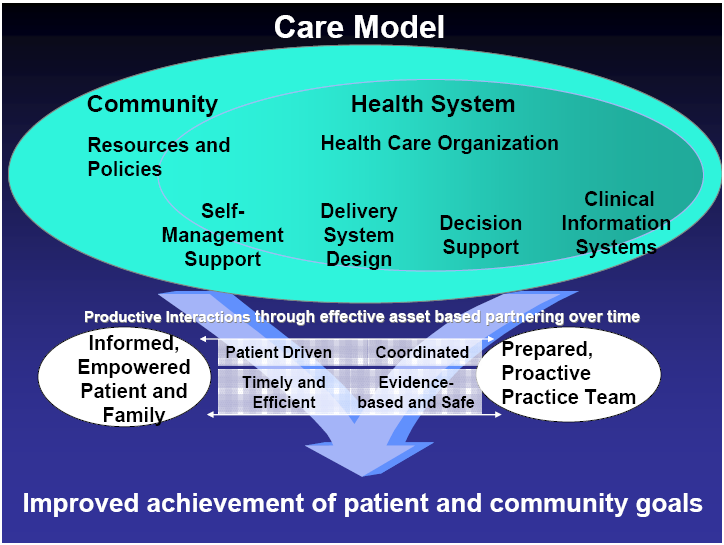 Care Model
Community
Health System
Resources and
Policies
Health Care Organization
Self-
Management
Support
Delivery
System
Design
Decision
Support
Clinical
Information
Systems
Productive Interactions through effective asset based partnering over time
Informed,
Empowered
Patient and
Family
Patient Driven
Coordinated
Timely and
Efficient
Evidence-
based and Safe
Prepared,
Proactive
Practice Team
Improved achievement of patient and community goals